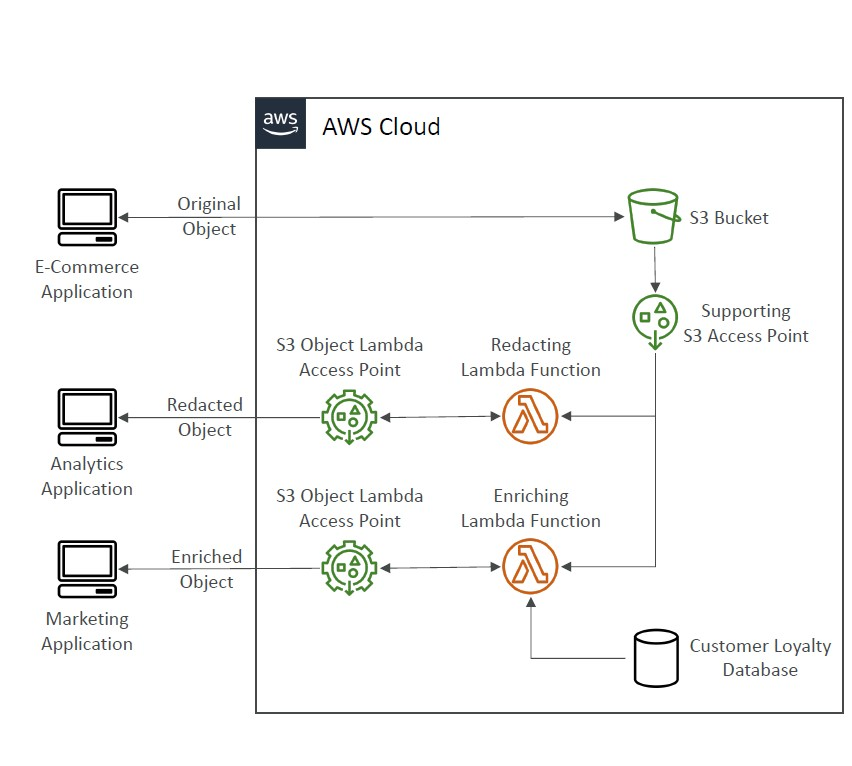 aws
AWS Cloud
Original
Object
S3 Bucket
E-Commerce
Application
Supporting
S3 Access Point
S3 Object Lambda
Access Point
Redacting
Lambda Function
Redacted
Object
Analytics
Application
S3 Object Lambda
Access Point
Enriching
Lambda Function
Enriched
Object
Marketing
Application
Customer Loyalty
Database